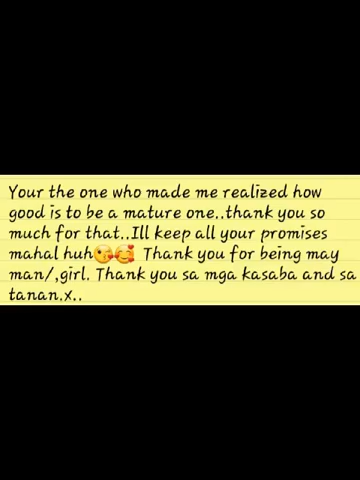 Your the one who made me realized how
good is to be a mature one..thank you so
much for that..Ill keep all your promises
mahal huh😘🥰 Thank you for being may
man/,girl. Thank you sa mga kasaba and sa
tanan.x..